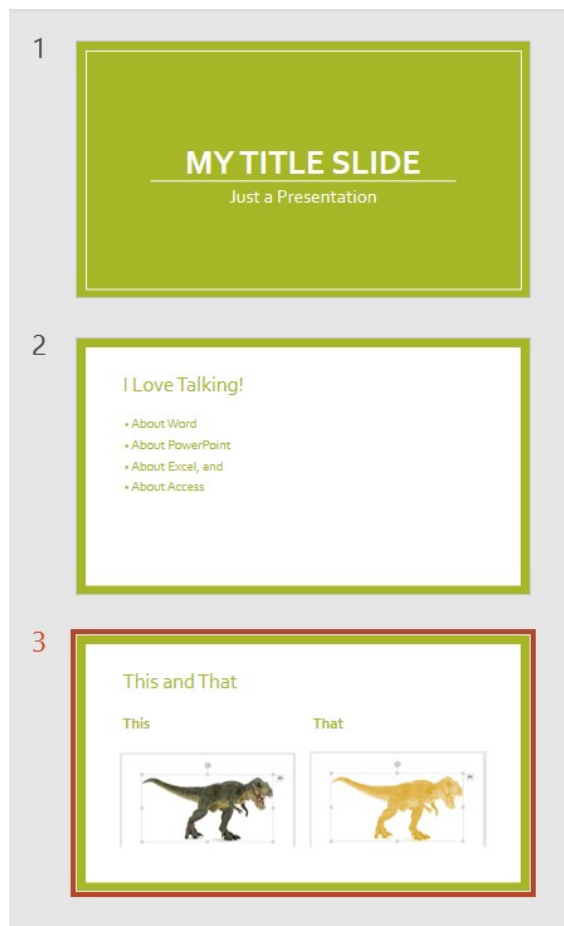 1
MY TITLE SLIDE
Just a Presentation
2
I Love Talking!
• About Word
• About PowerPoint
• About Excel, and
• About Access
3
This and That
This That